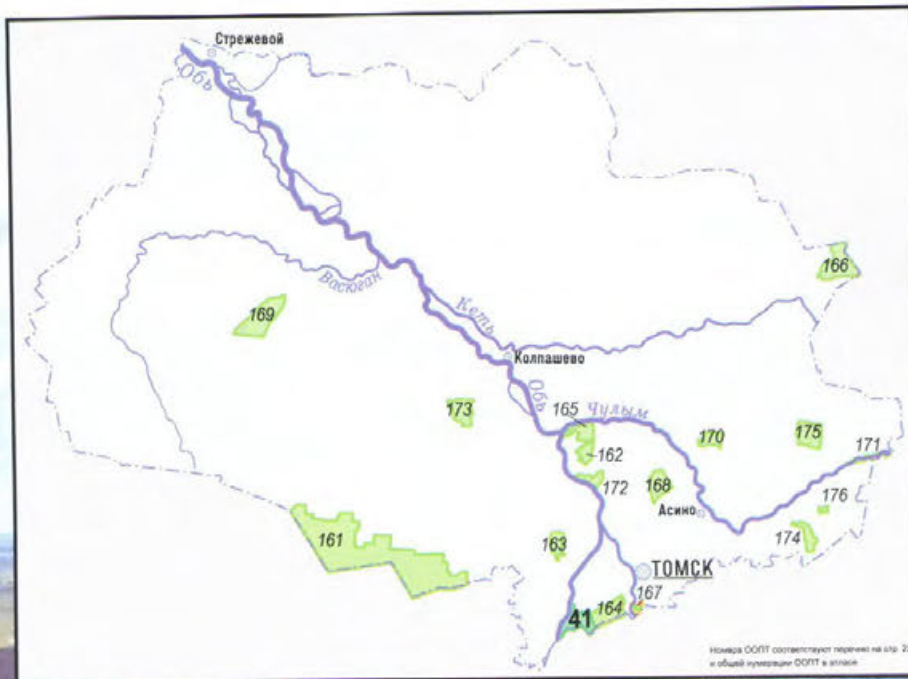 Стрежевой
Обь
166
Васюган
169
Кеть
Колпашево
Обь
173
165
Чулым
170
175
171
162
172
168
176
Асино
174
161
163
ТОМСК
167
164
41
Номера ООПТ соответствуют перечню на стр. 2
и общей нумерации ООПТ в атласе